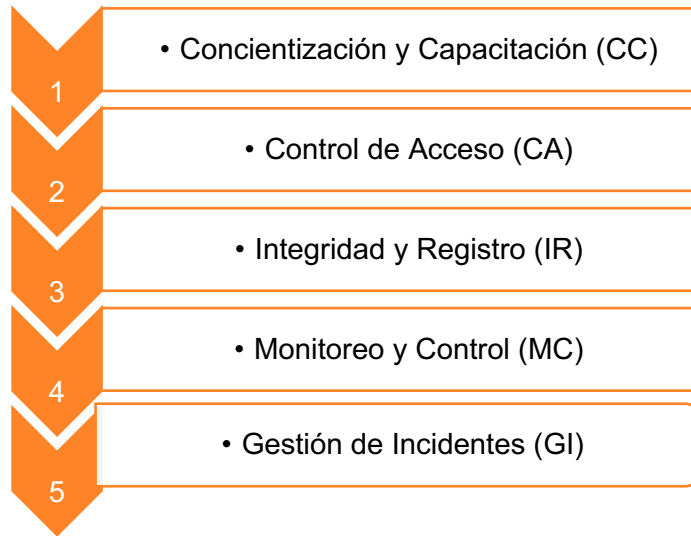 1
• Concientización y Capacitación (CC)
2
• Control de Acceso (CA)
3
• Integridad y Registro (IR)
4
• Monitoreo y Control (MC)
5
• Gestión de Incidentes (GI)